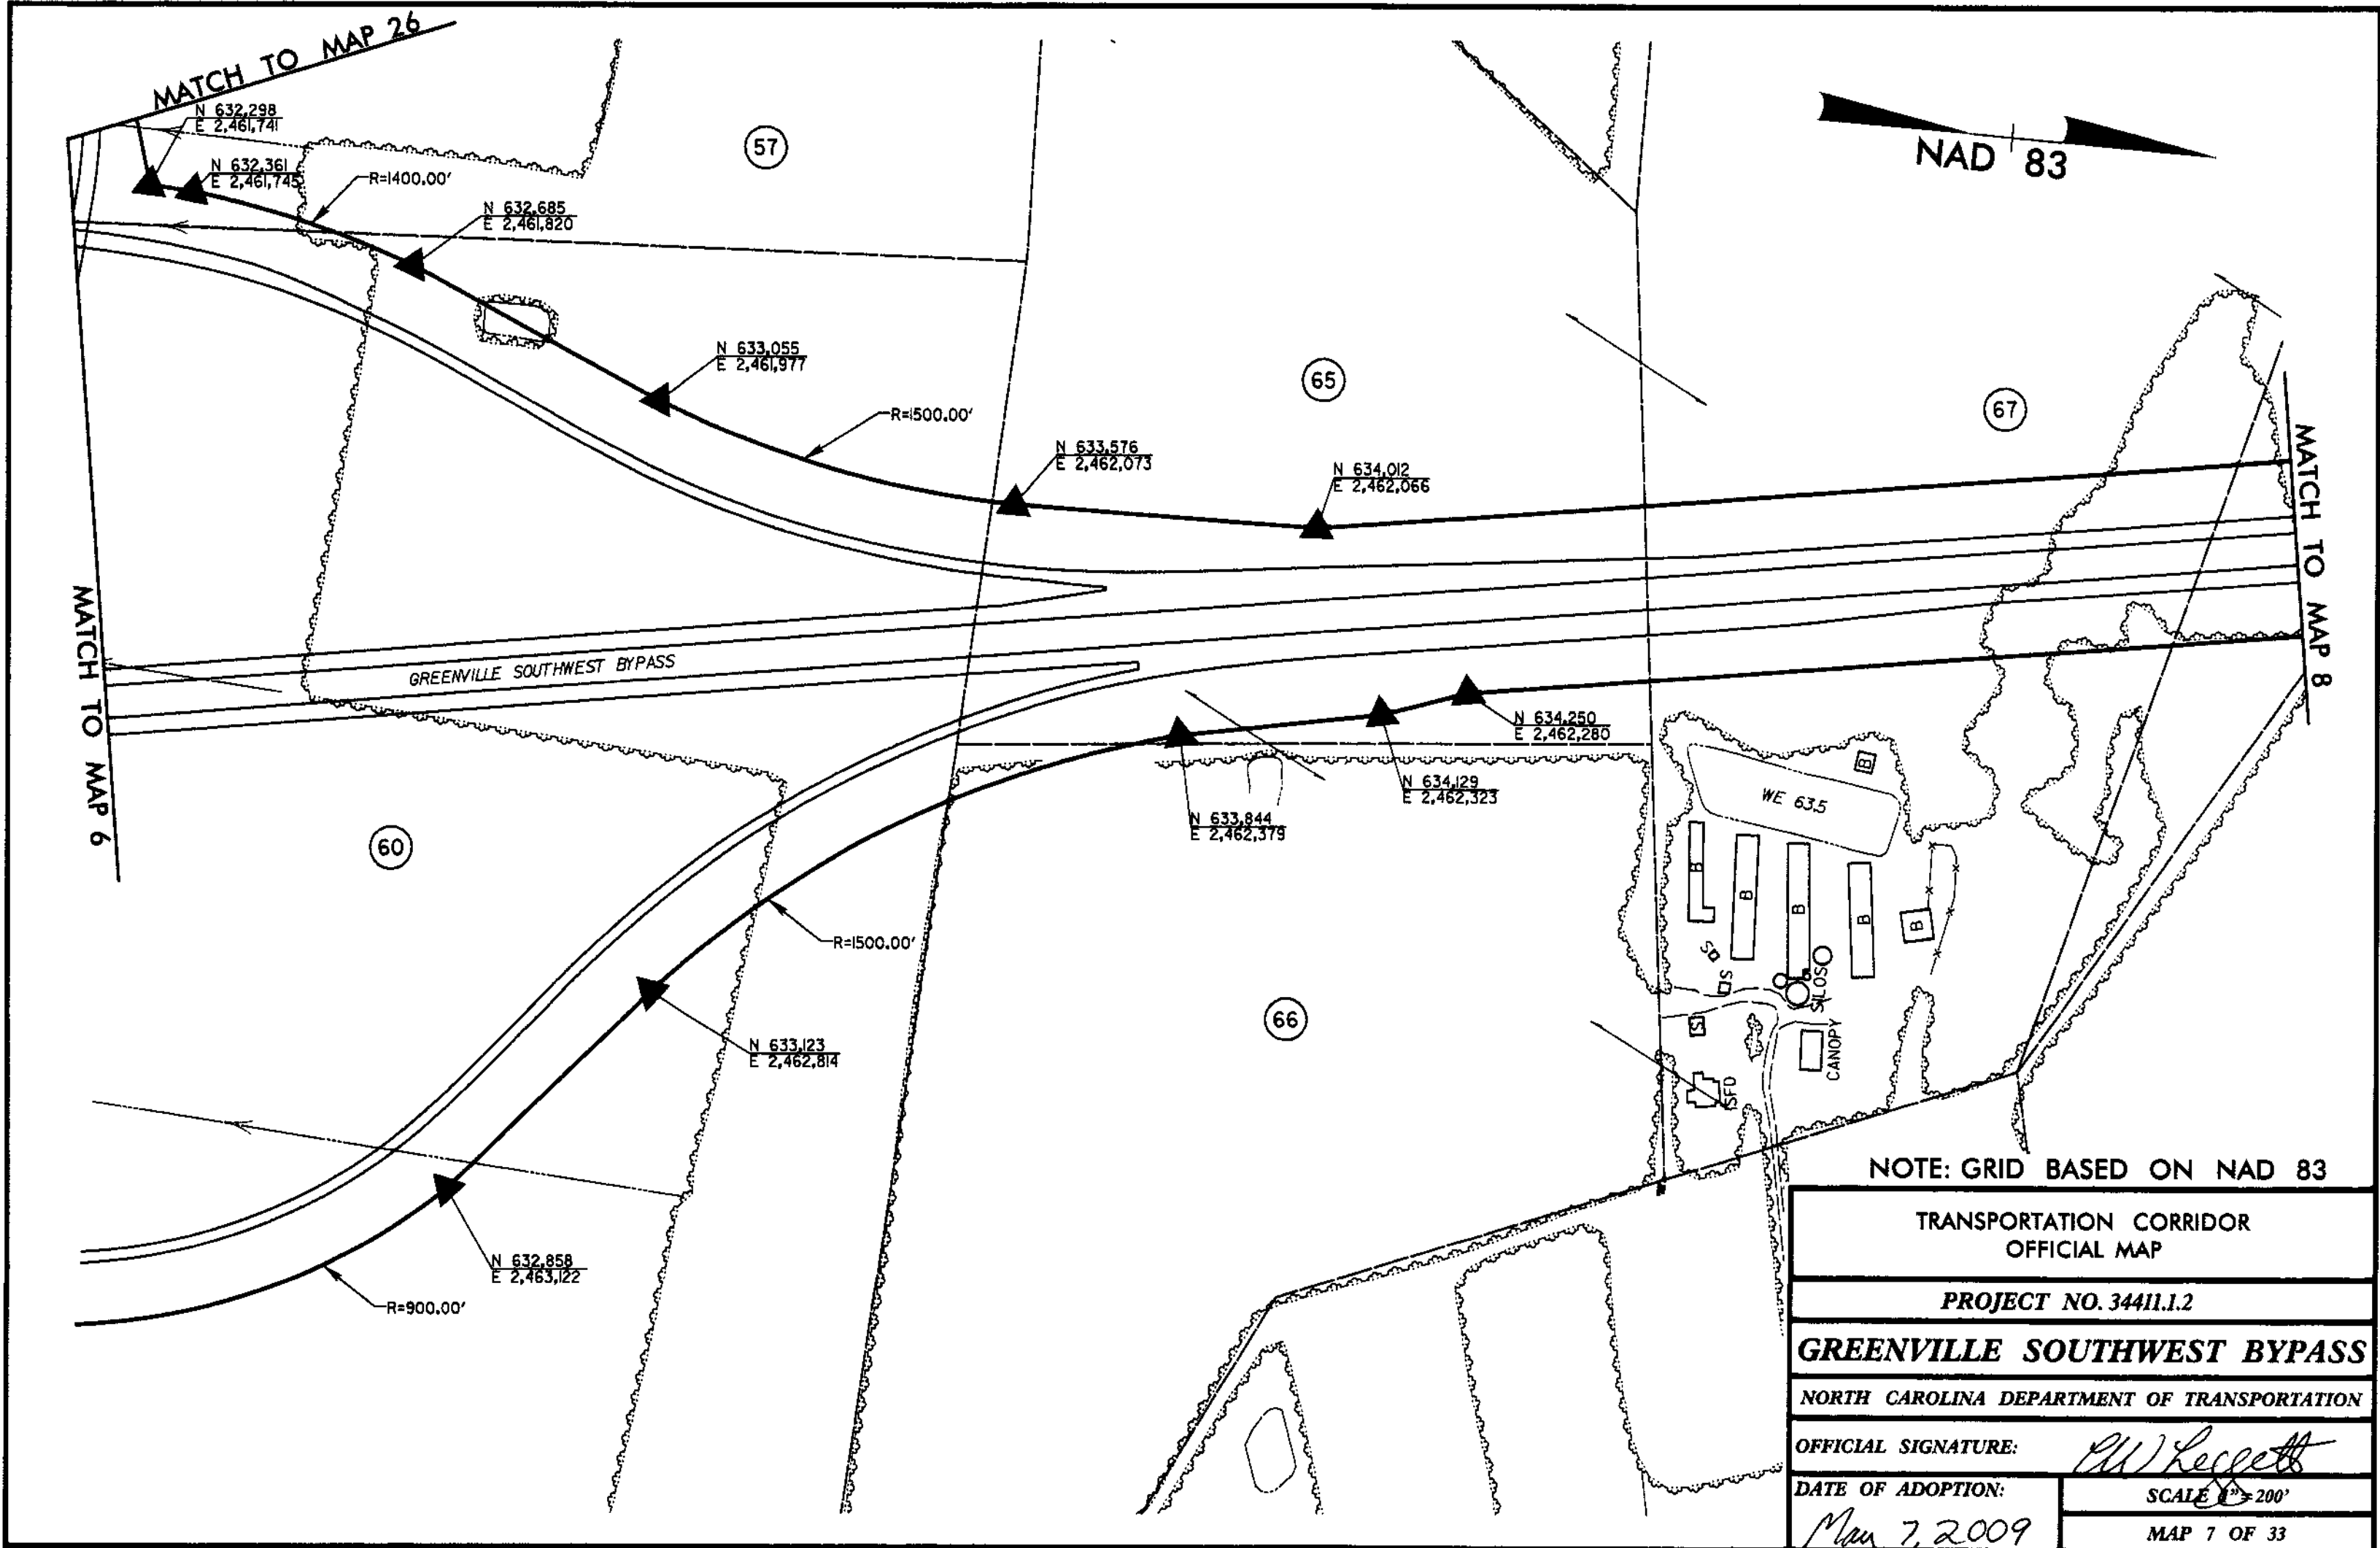 MATCH TO MAP 26
N 632,298
E 2,461,741
N 632,361
E 2,461,745
R=1400.00'
N 632,685
E 2,461,820
57
NAD 83
N 633,055
E 2,461,977
R=1500.00'
65
67
N 633,576
E 2,462,073
N 634,012
E 2,462,066
MATCH TO MAP 8
MATCH TO MAP 6
GREENVILLE SOUTHWEST BYPASS
N 634,250
E 2,462,280
N 634,129
E 2,462,323
N 633,844
E 2,462,379
WE 63.5
B
B
B
B
B
B
S
S
S
SILOS
CANOPY
SFD
60
R=1500.00'
66
N 633,123
E 2,462,814
N 632,858
E 2,463,122
R=900.00'
NOTE: GRID BASED ON NAD 83
TRANSPORTATION CORRIDOR
OFFICIAL MAP
PROJECT NO. 34411.1.2
GREENVILLE SOUTHWEST BYPASS
NORTH CAROLINA DEPARTMENT OF TRANSPORTATION
OFFICIAL SIGNATURE: PW Leggett
DATE OF ADOPTION:
May 7, 2009
SCALE 1"=200'
MAP 7 OF 33